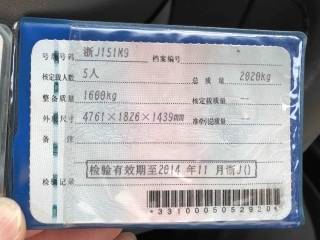 号牌号码 浙J151M9 档案编号
核定载人数 5人 总质量 2020kg
整备质量 1600kg 核定载质量 --
外廓尺寸 4761×1826×1439mm 准牵引总质量 --
备注
检验有效期至2014年11月浙J()
检验记录
*3310005052920*